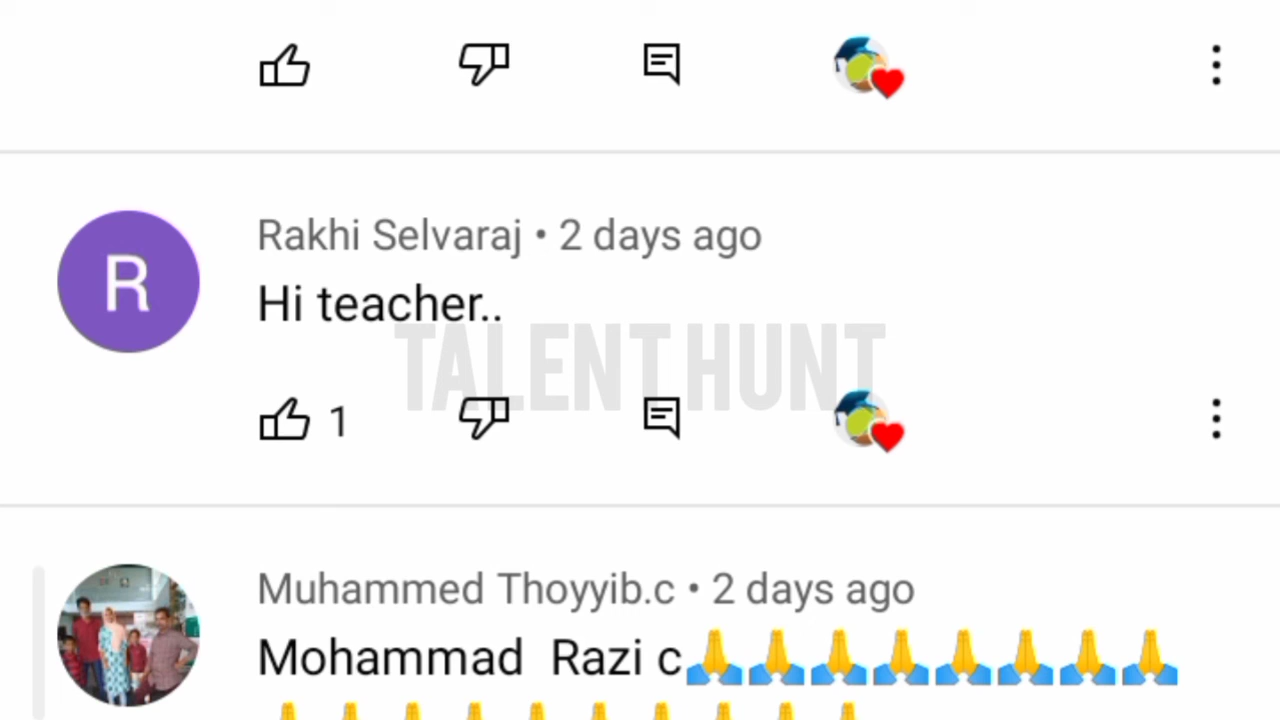 Rakhi Selvaraj • 2 days ago
R
Hi teacher..
TALENT HUNT
1
Muhammed Thoyyib.c • 2 days ago
Mohammad Razi c🙏🙏🙏🙏🙏🙏🙏🙏
🙏🙏🙏🙏🙏🙏🙏🙏🙏🙏